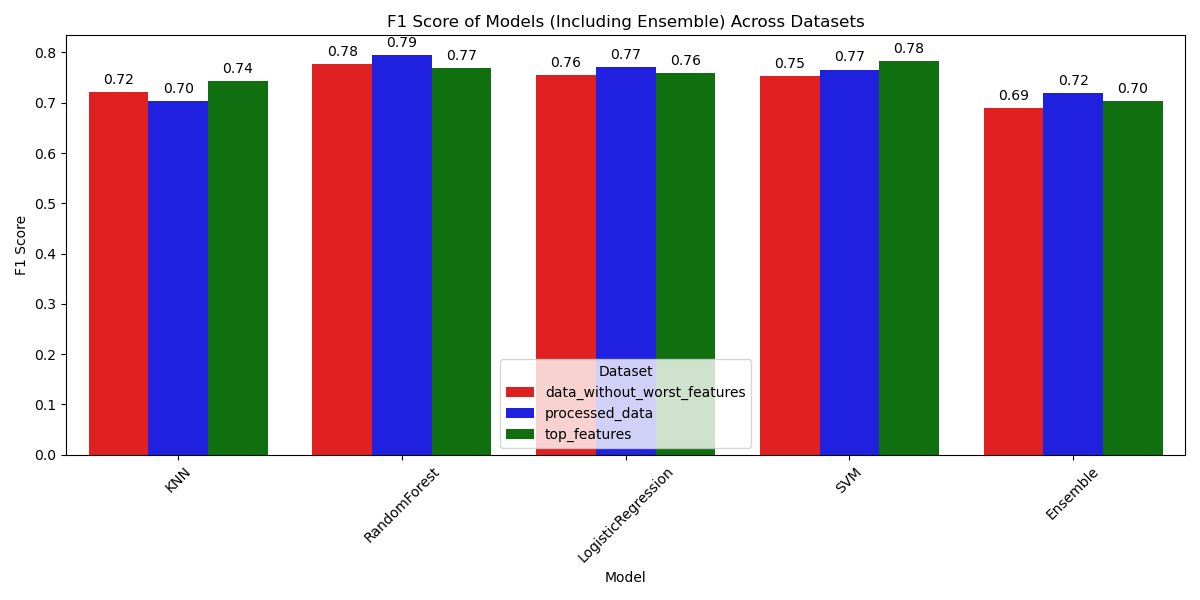 F1 Score of Models (Including Ensemble) Across Datasets
F1 Score
0.8
0.7
0.6
0.5
0.4
0.3
0.2
0.1
0.0
0.72
0.70
0.74
0.78
0.79
0.77
0.76
0.77
0.76
0.75
0.77
0.78
0.69
0.72
0.70
Dataset
data_without_worst_features
processed_data
top_features
KNN
RandomForest
LogisticRegression
SVM
Ensemble
Model